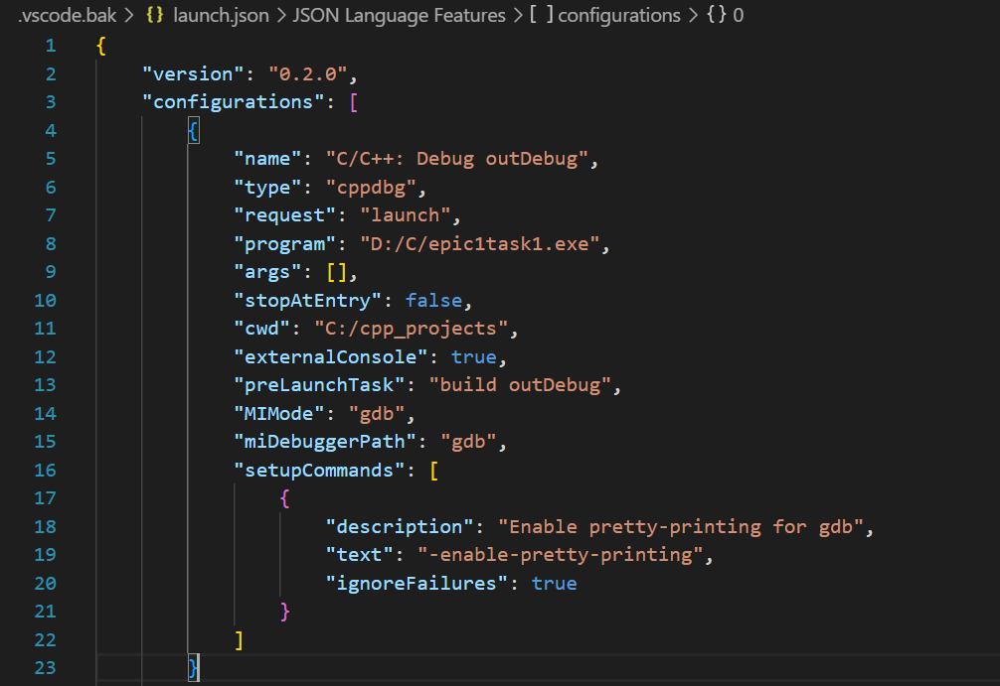 .vscode.bak > {} launch.json > JSON Language Features > [ ] configurations > {} 0
1 {
2     "version": "0.2.0",
3     "configurations": [
4         {
5             "name": "C/C++: Debug outDebug",
6             "type": "cppdbg",
7             "request": "launch",
8             "program": "D:/C/epic1task1.exe",
9             "args": [],
10             "stopAtEntry": false,
11             "cwd": "C:/cpp_projects",
12             "externalConsole": true,
13             "preLaunchTask": "build outDebug",
14             "MIMode": "gdb",
15             "miDebuggerPath": "gdb",
16             "setupCommands": [
17                 {
18                     "description": "Enable pretty-printing for gdb",
19                     "text": "-enable-pretty-printing",
20                     "ignoreFailures": true
21                 }
22             ]
23         }